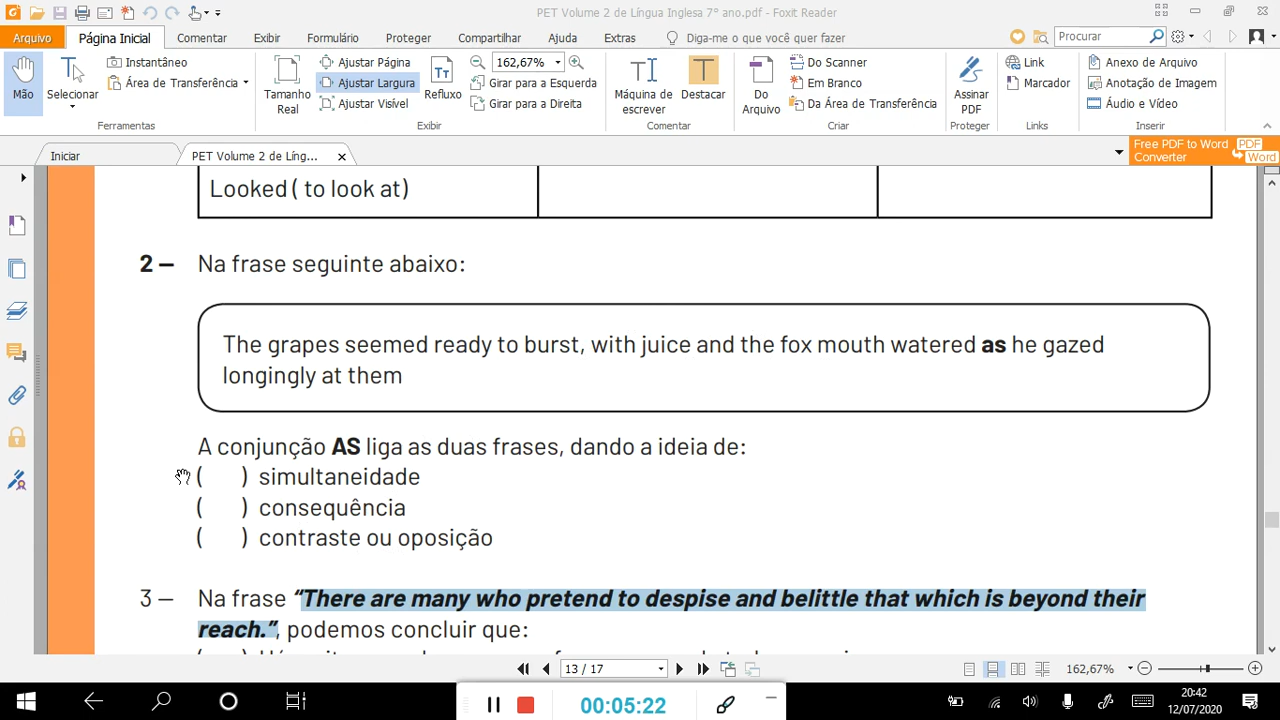 PET Volume 2 de Língua Inglesa 7° ano.pdf - Foxit Reader
Arquivo Página Inicial Comentar Exibir Formulário Proteger Compartilhar Ajuda Extras Diga-me o que você quer fazer Procurar
Mão
Selecionar
Instantâneo
Área de Transferência
Ferramentas
Tamanho Real
Ajustar Página
Ajustar Largura
Ajustar Visível
Refluxo
162,67%
Girar para a Esquerda
Girar para a Direita
Exibir
Máquina de escrever
Destacar
Comentar
Do Arquivo
Do Scanner
Em Branco
Da Área de Transferência
Criar
Assinar PDF
Proteger
Link
Marcador
Links
Anexo de Arquivo
Anotação de Imagem
Áudio e Vídeo
Inserir
Iniciar
PET Volume 2 de Líng...
Free PDF to Word Converter
PDF
Word
Looked ( to look at)
2 — Na frase seguinte abaixo:
The grapes seemed ready to burst, with juice and the fox mouth watered as he gazed
longingly at them
A conjunção AS liga as duas frases, dando a ideia de:
( ) simultaneidade
( ) consequência
( ) contraste ou oposição
3 — Na frase “There are many who pretend to despise and belittle that which is beyond their
reach.”, podemos concluir que:
13 / 17
162,67%
00:05:22
20:42
12/07/2020